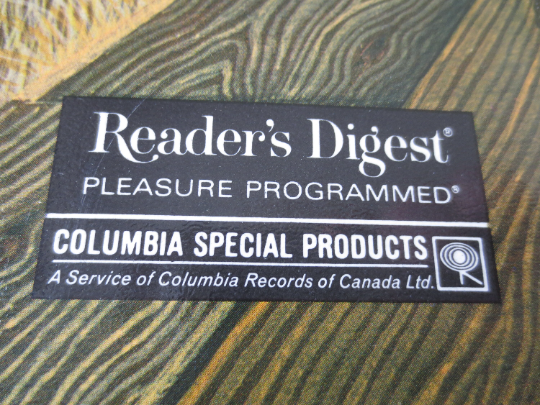 Reader's Digest®
PLEASURE PROGRAMMED®
COLUMBIA SPECIAL PRODUCTS
A Service of Columbia Records of Canada Ltd.